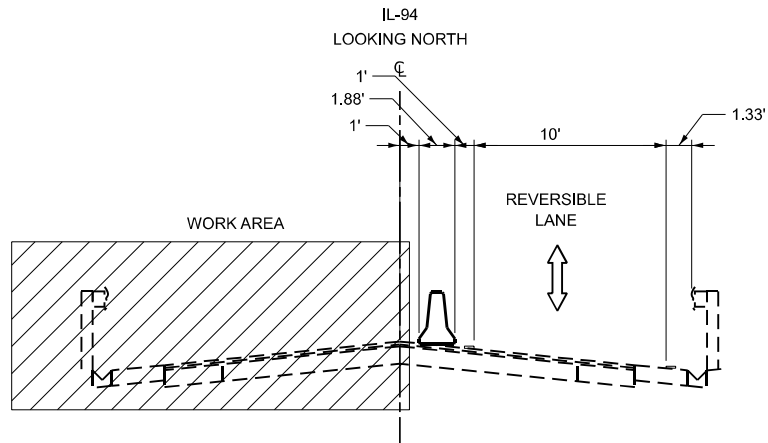 IL-94
LOOKING NORTH
℄
1'
1.88'
1'
10'
1.33'
WORK AREA
REVERSIBLE
LANE